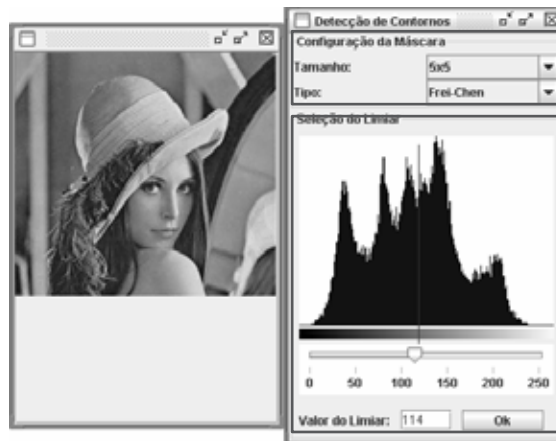 Detecção de Contornos
Configuração da Máscara
Tamanho: 5x5
Tipo: Frei-Chen
Seleção do Limiar
0 50 100 150 200 250
Valor do Limiar: 114 Ok